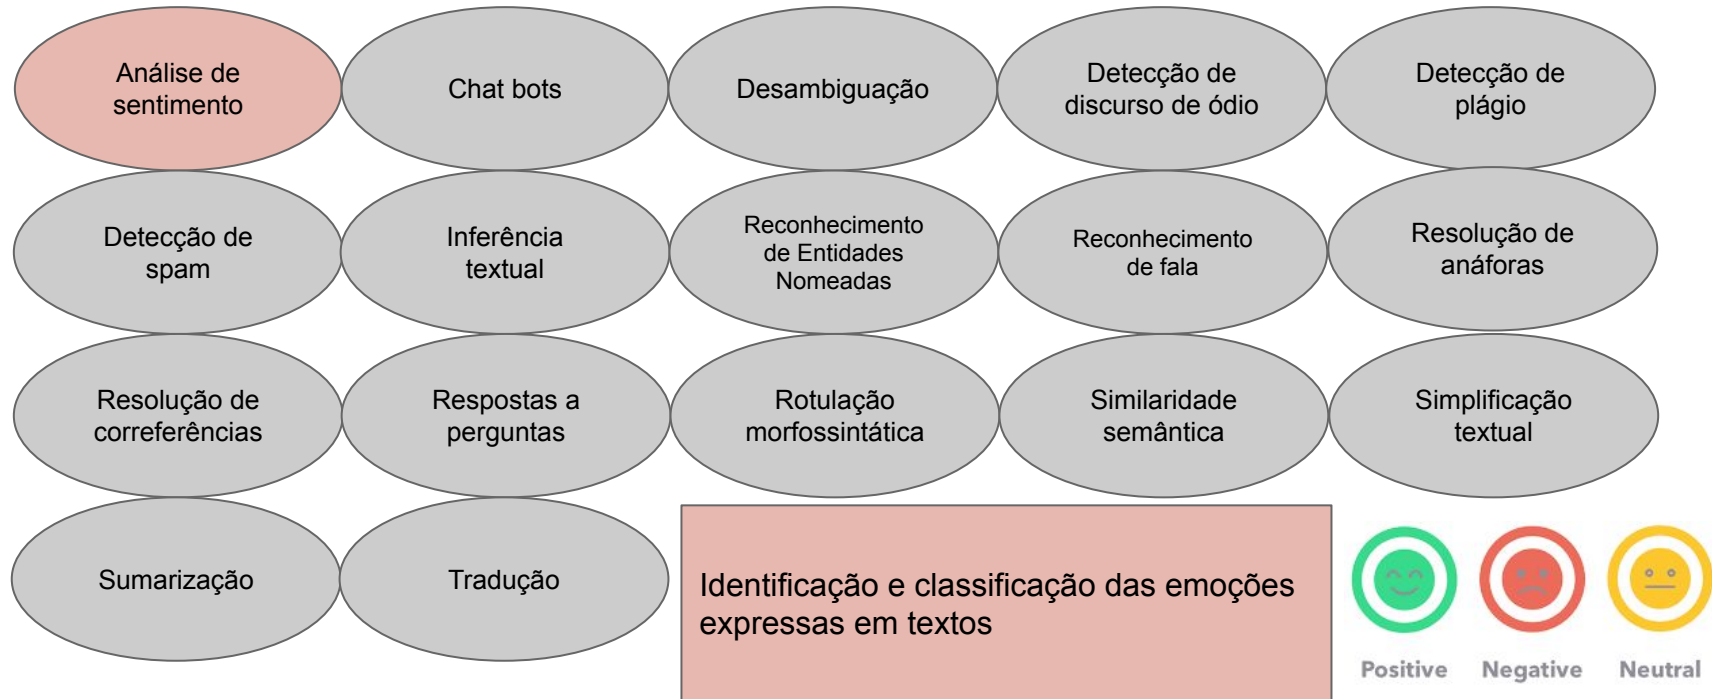 Análise de
sentimento
Chat bots
Desambiguação
Detecção de
discurso de ódio
Detecção de
plágio
Detecção de
spam
Inferência
textual
Reconhecimento
de Entidades
Nomeadas
Reconhecimento
de fala
Resolução de
anáforas
Resolução de
correferências
Respostas a
perguntas
Rotulação
morfossintática
Similaridade
semântica
Simplificação
textual
Sumarização
Tradução
Identificação e classificação das emoções
expressas em textos
Positive
Negative
Neutral